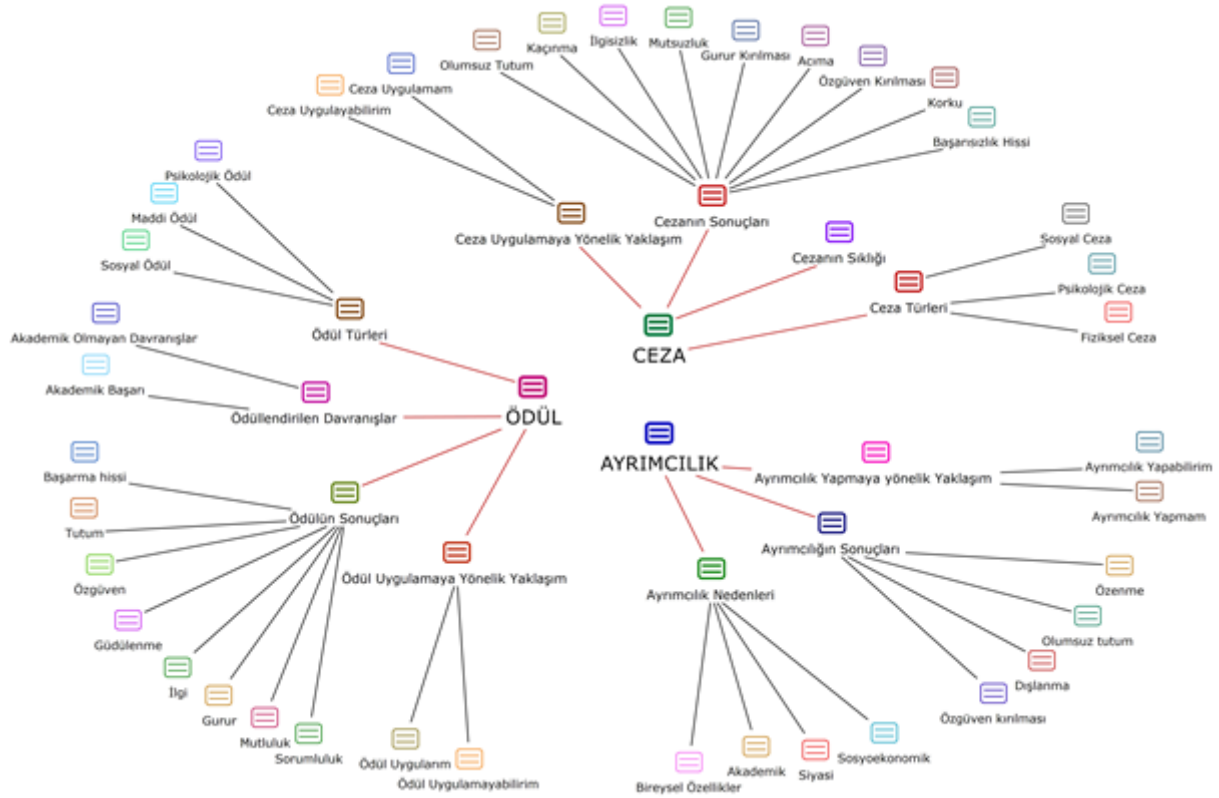 İlgisizlik
Mutsuzluk
Kaçınma
Gurur Kırılması
Acıma
Olumsuz Tutum
Özgüven Kırılması
Korku
Ceza Uygulamam
Ceza Uygulayabilirim
Başarısızlık Hissi
Psikolojik Ödül
Maddi Ödül
Sosyal Ödül
Cezanın Sonuçları
Ceza Uygulamaya Yönelik Yaklaşım
Sosyal Ceza
Cezanın Sıklığı
Psikolojik Ceza
Ceza Türleri
Fiziksel Ceza
Ödül Türleri
Akademik Olmayan Davranışlar
CEZA
Akademik Başarı
Ödüllendirilen Davranışlar
ÖDÜL
AYRIMCILIK
Ayrımcılık Yapmaya yönelik Yaklaşım
Ayrımcılık Yapabilirim
Ayrımcılık Yapmam
Başarma hissi
Ödülün Sonuçları
Tutum
Ayrımcılığın Sonuçları
Özgüven
Ödül Uygulamaya Yönelik Yaklaşım
Ayrımcılık Nedenleri
Özenme
Güdülenme
Olumsuz tutum
İlgi
Dışlanma
Gurur
Özgüven kırılması
Mutluluk
Sorumluluk
Ödül Uygularım
Ödül Uygulamayabilirim
Bireysel Özellikler
Akademik
Siyasi
Sosyoekonomik